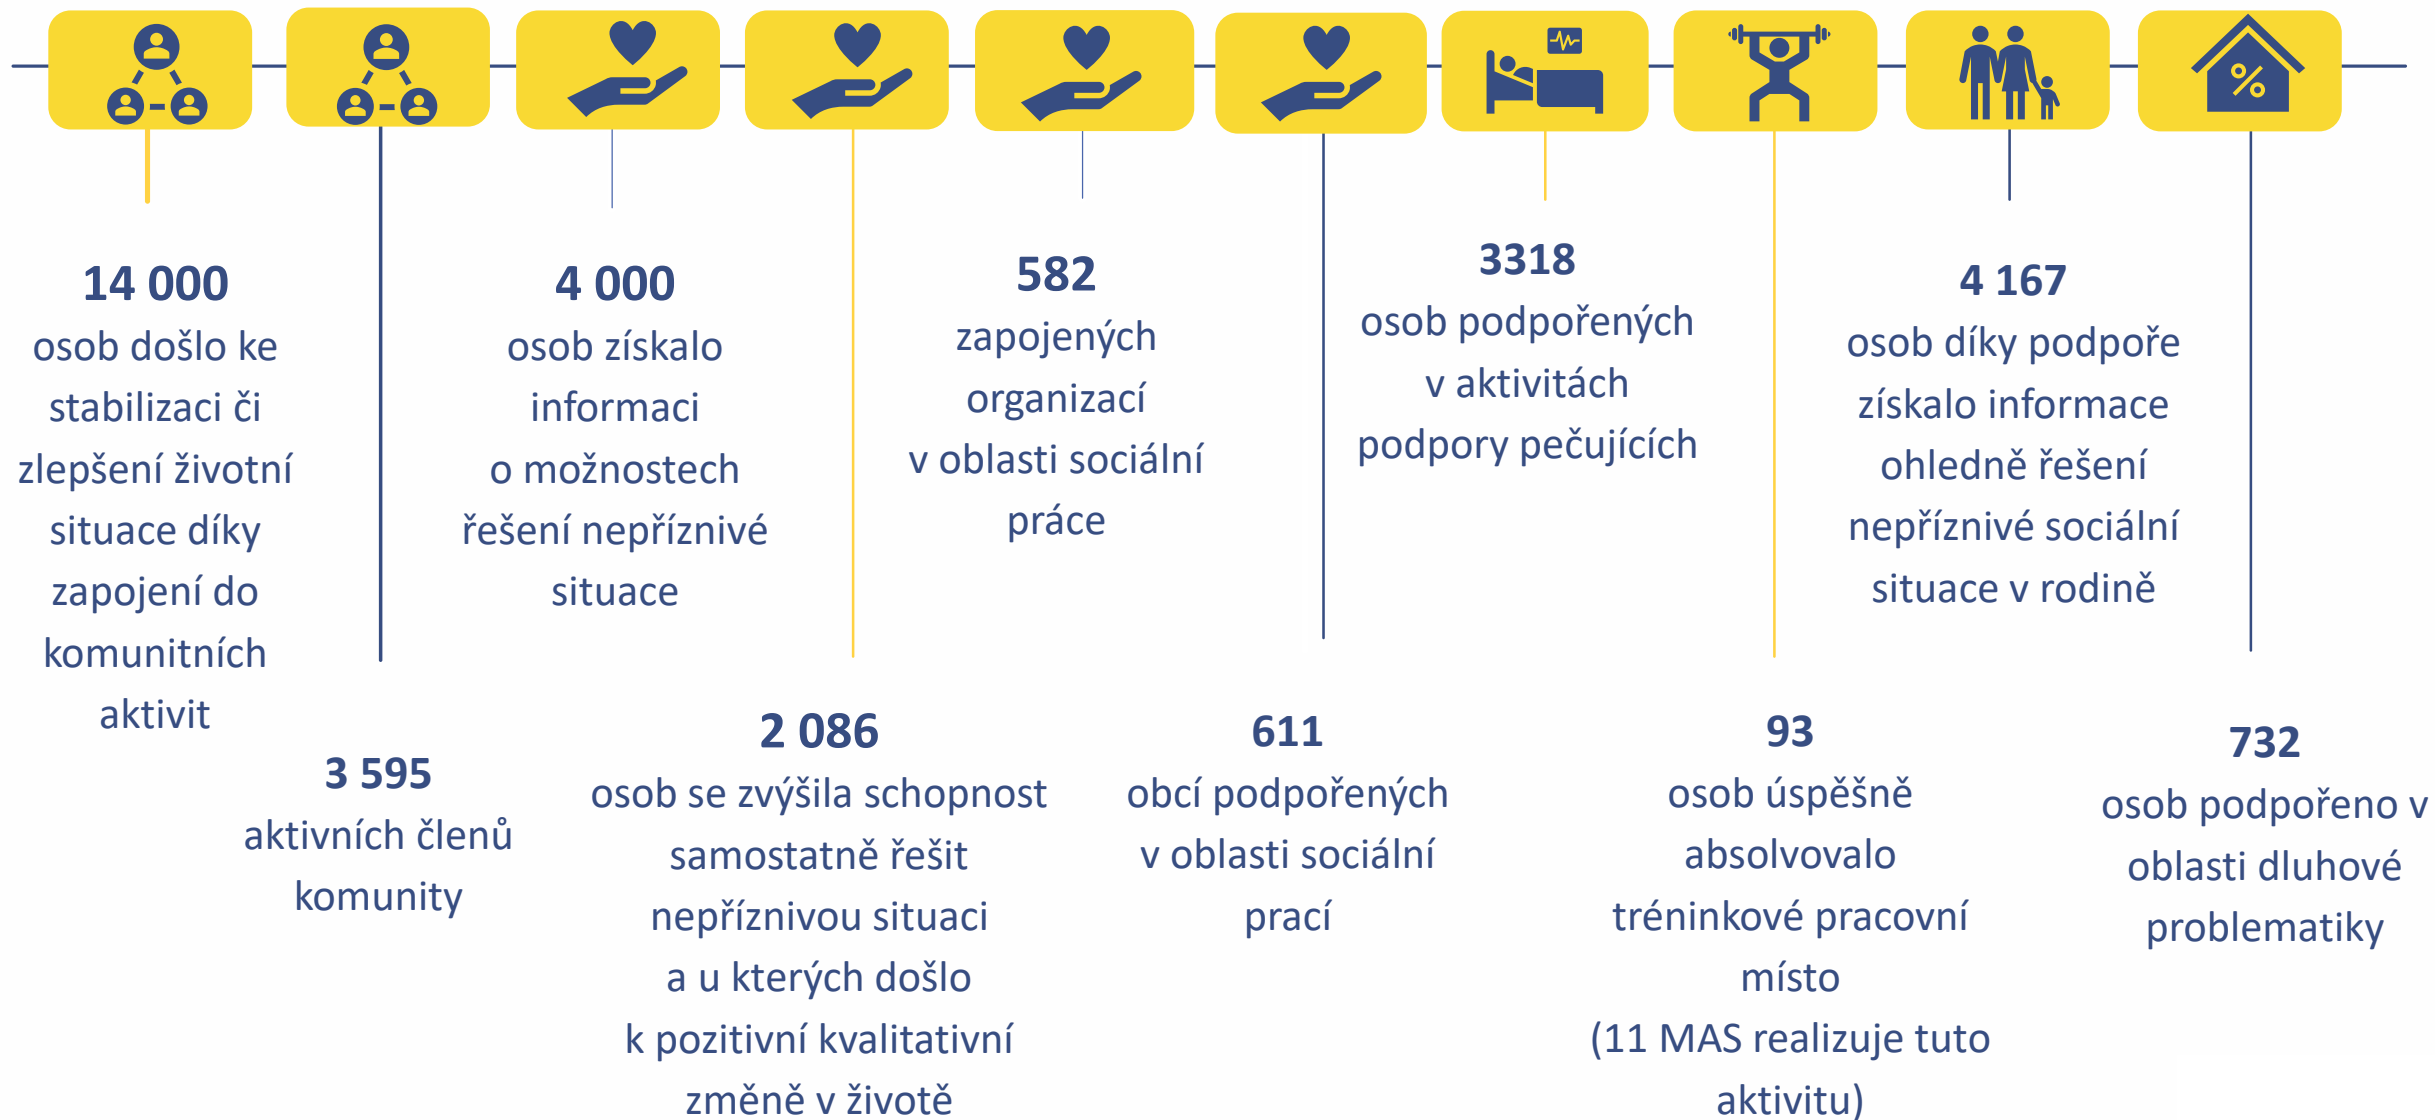 14 000
osob došlo ke
stabilizaci či
zlepšení životní
situace díky
zapojení do
komunitních
aktivit
3 595
aktivních členů
komunity
4 000
osob získalo
informaci
o možnostech
řešení nepříznivé
situace
2 086
osob se zvýšila schopnost
samostatně řešit
nepříznivou situaci
a u kterých došlo
k pozitivní kvalitativní
změně v životě
582
zapojených
organizací
v oblasti sociální
práce
611
obcí podpořených
v oblasti sociální
prací
3318
osob podpořených
v aktivitách
podpory pečujících
93
osob úspěšně
absolvovalo
tréninkové pracovní
místo
(11 MAS realizuje tuto
aktivitu)
4 167
osob díky podpoře
získalo informace
ohledně řešení
nepříznivé sociální
situace v rodině
%
732
osob podpořeno v
oblasti dluhové
problematiky